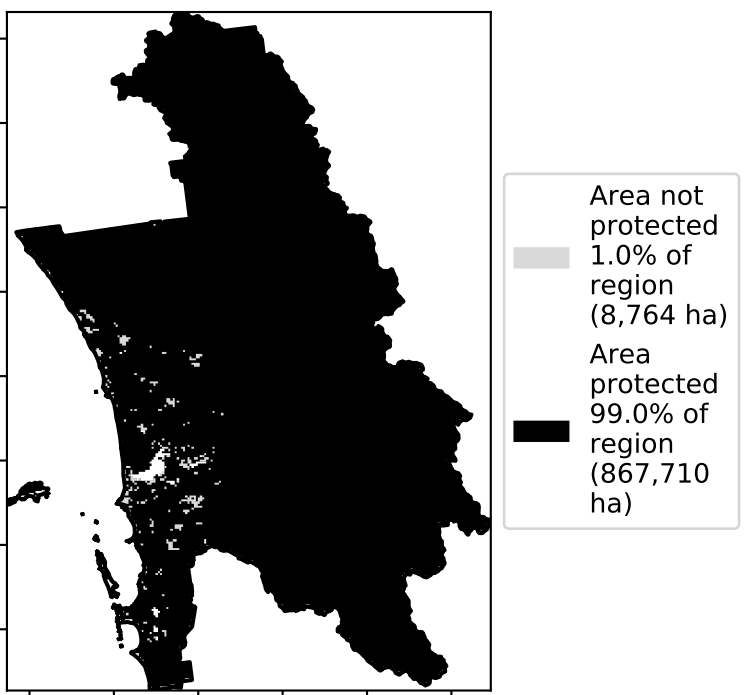 Area not
protected
1.0% of
region
(8,764 ha)
Area
protected
99.0% of
region
(867,710
ha)